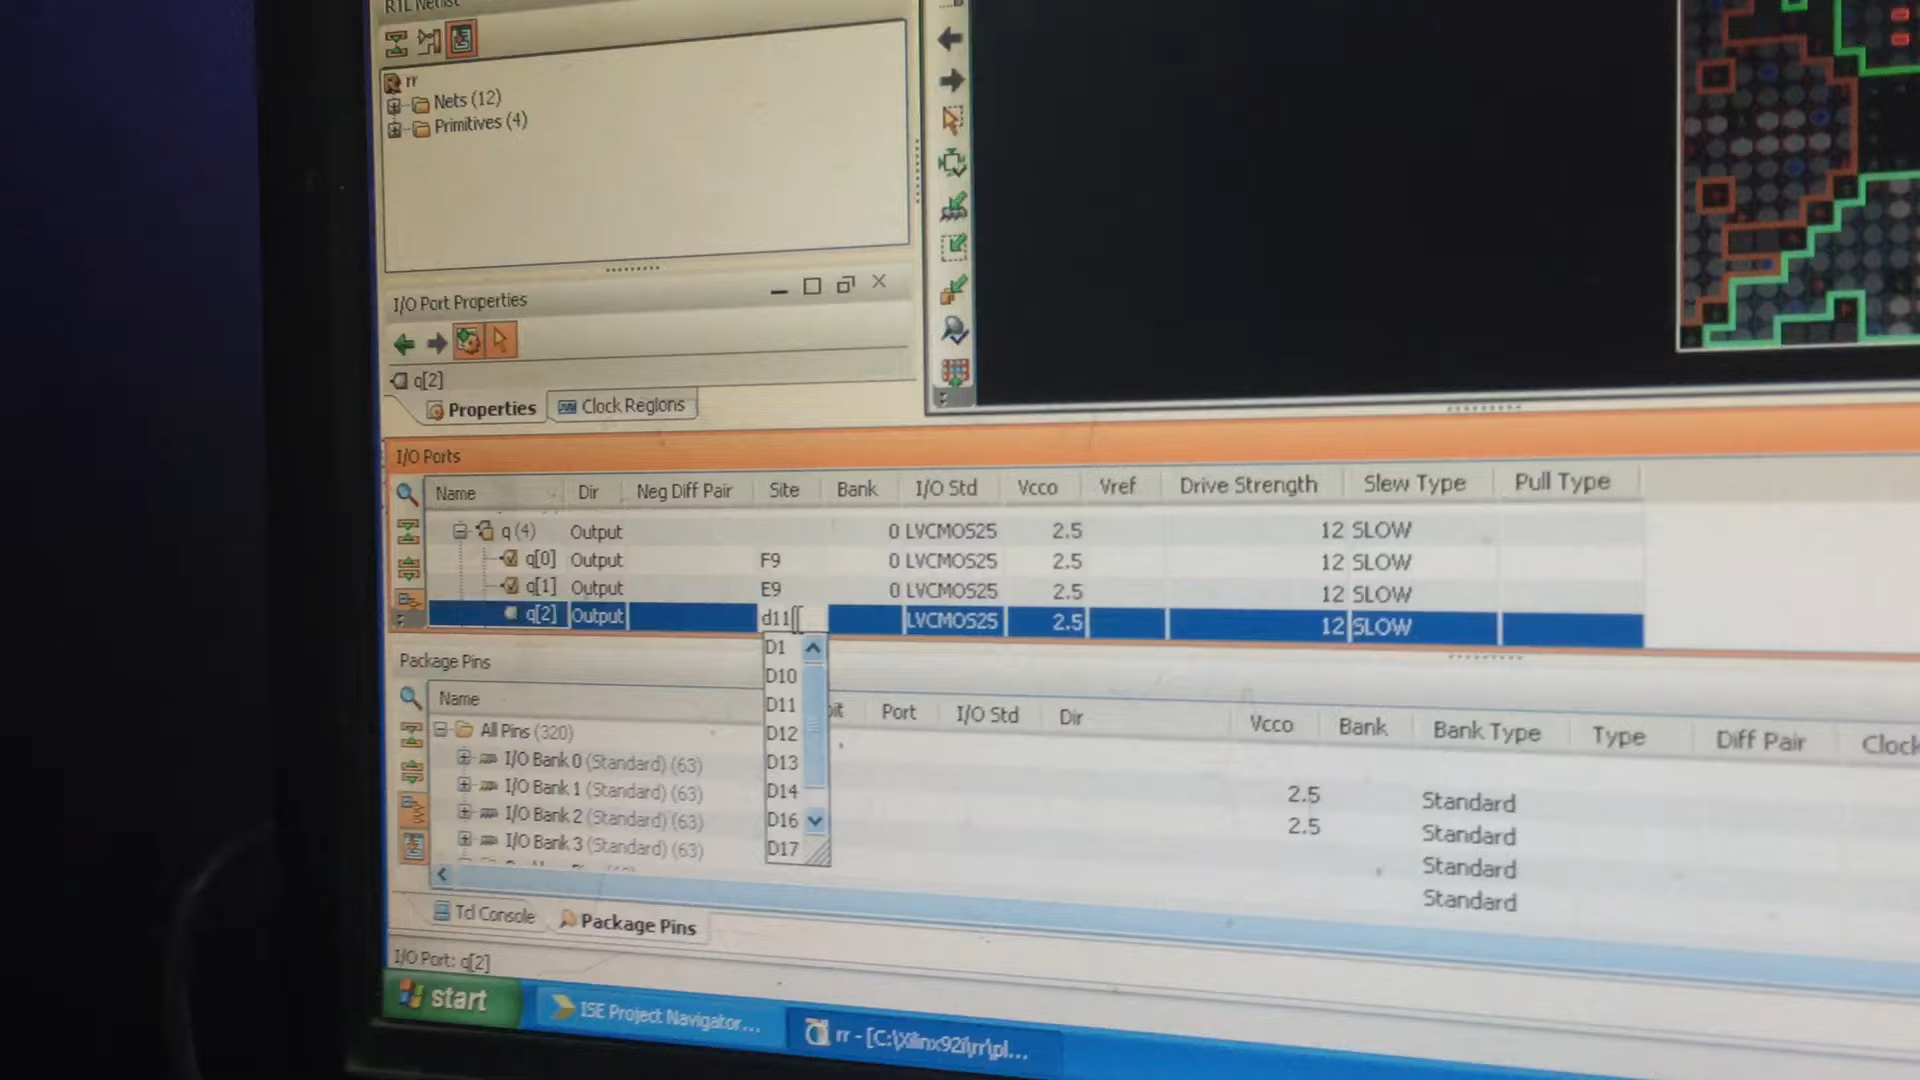 RTL Netlist
rr
Nets (12)
Primitives (4)
I/O Port Properties
q[2]
Properties Clock Regions
I/O Ports
Name Dir Neg Diff Pair Site Bank I/O Std Vcco Vref Drive Strength Slew Type Pull Type
q (4) Output 0 LVCMOS25 2.5 12 SLOW
q[0] Output F9 0 LVCMOS25 2.5 12 SLOW
q[1] Output E9 0 LVCMOS25 2.5 12 SLOW
q[2] Output d11 LVCMOS25 2.5 12 SLOW
D1
D10
D11
D12
D13
D14
D16
D17
Package Pins
Name Port I/O Std Dir Vcco Bank Bank Type Type Diff Pair Clock
All Pins (320)
I/O Bank 0 (Standard) (63) 2.5 Standard
I/O Bank 1 (Standard) (63) 2.5 Standard
I/O Bank 2 (Standard) (63) Standard
I/O Bank 3 (Standard) (63) Standard
Tcl Console Package Pins
I/O Port: q[2]
start ISE Project Navigator... rr - [C:\Xilinx92i\rr\pl...